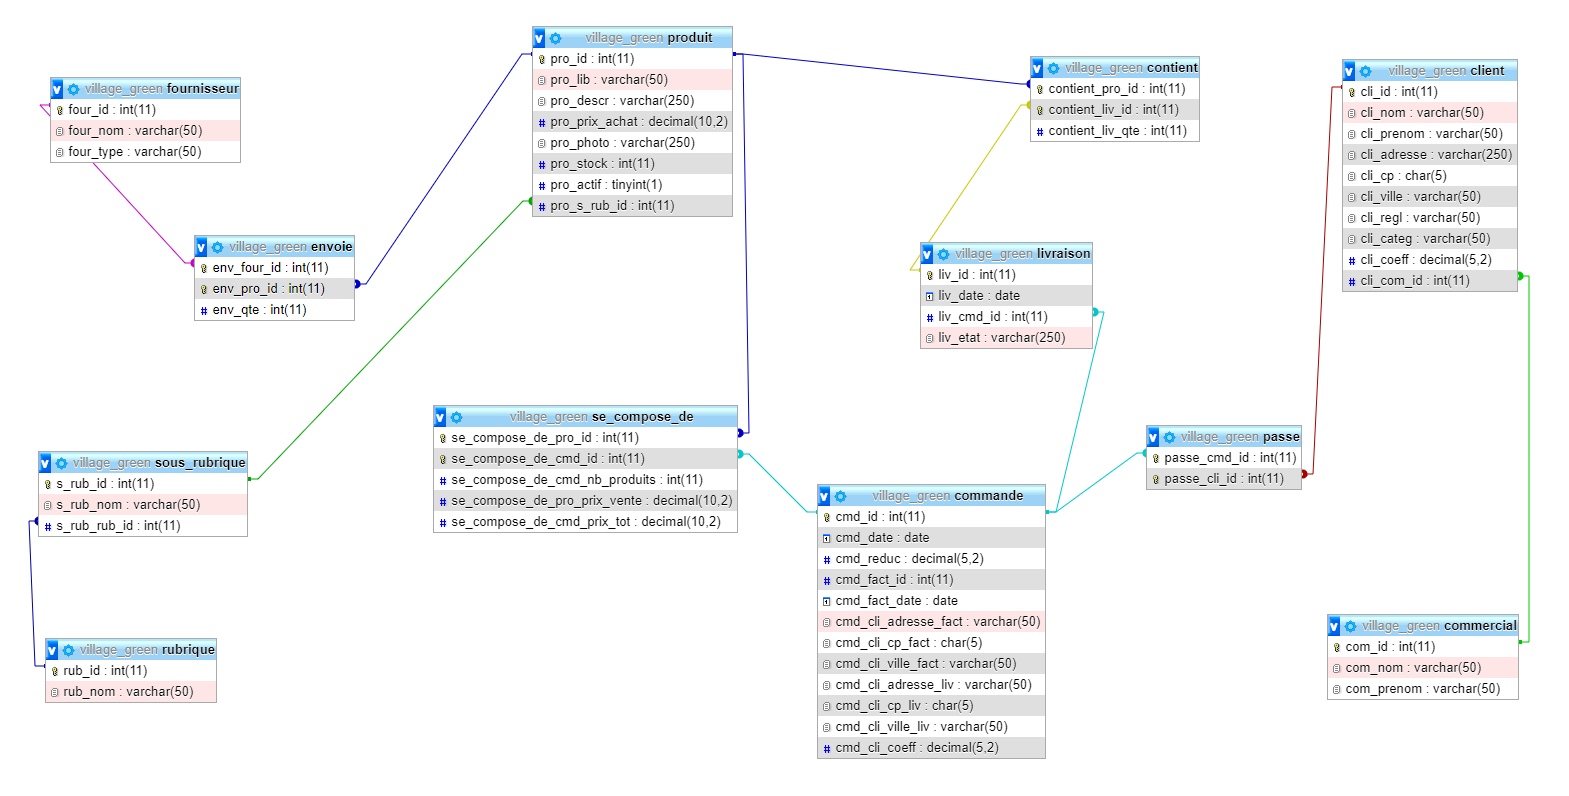 village_green fournisseur
four_id : int(11)
four_nom : varchar(50)
four_type : varchar(50)
village_green envoie
env_four_id : int(11)
env_pro_id : int(11)
env_qte : int(11)
village_green produit
pro_id : int(11)
pro_lib : varchar(50)
pro_descr : varchar(250)
pro_prix_achat : decimal(10,2)
pro_photo : varchar(250)
pro_stock : int(11)
pro_actif : tinyint(1)
pro_s_rub_id : int(11)
village_green contient
contient_pro_id : int(11)
contient_liv_id : int(11)
contient_liv_qte : int(11)
village_green client
cli_id : int(11)
cli_nom : varchar(50)
cli_prenom : varchar(50)
cli_adresse : varchar(250)
cli_cp : char(5)
cli_ville : varchar(50)
cli_regl : varchar(50)
cli_categ : varchar(50)
cli_coeff : decimal(5,2)
cli_com_id : int(11)
village_green livraison
liv_id : int(11)
liv_date : date
liv_cmd_id : int(11)
liv_etat : varchar(250)
village_green sous_rubrique
s_rub_id : int(11)
s_rub_nom : varchar(50)
s_rub_rub_id : int(11)
village_green se_compose_de
se_compose_de_pro_id : int(11)
se_compose_de_cmd_id : int(11)
se_compose_de_cmd_nb_produits : int(11)
se_compose_de_pro_prix_vente : decimal(10,2)
se_compose_de_cmd_prix_tot : decimal(10,2)
village_green commande
cmd_id : int(11)
cmd_date : date
cmd_reduc : decimal(5,2)
cmd_fact_id : int(11)
cmd_fact_date : date
cmd_cli_adresse_fact : varchar(50)
cmd_cli_cp_fact : char(5)
cmd_cli_ville_fact : varchar(50)
cmd_cli_adresse_liv : varchar(50)
cmd_cli_cp_liv : char(5)
cmd_cli_ville_liv : varchar(50)
cmd_cli_coeff : decimal(5,2)
village_green passe
passe_cmd_id : int(11)
passe_cli_id : int(11)
village_green rubrique
rub_id : int(11)
rub_nom : varchar(50)
village_green commercial
com_id : int(11)
com_nom : varchar(50)
com_prenom : varchar(50)